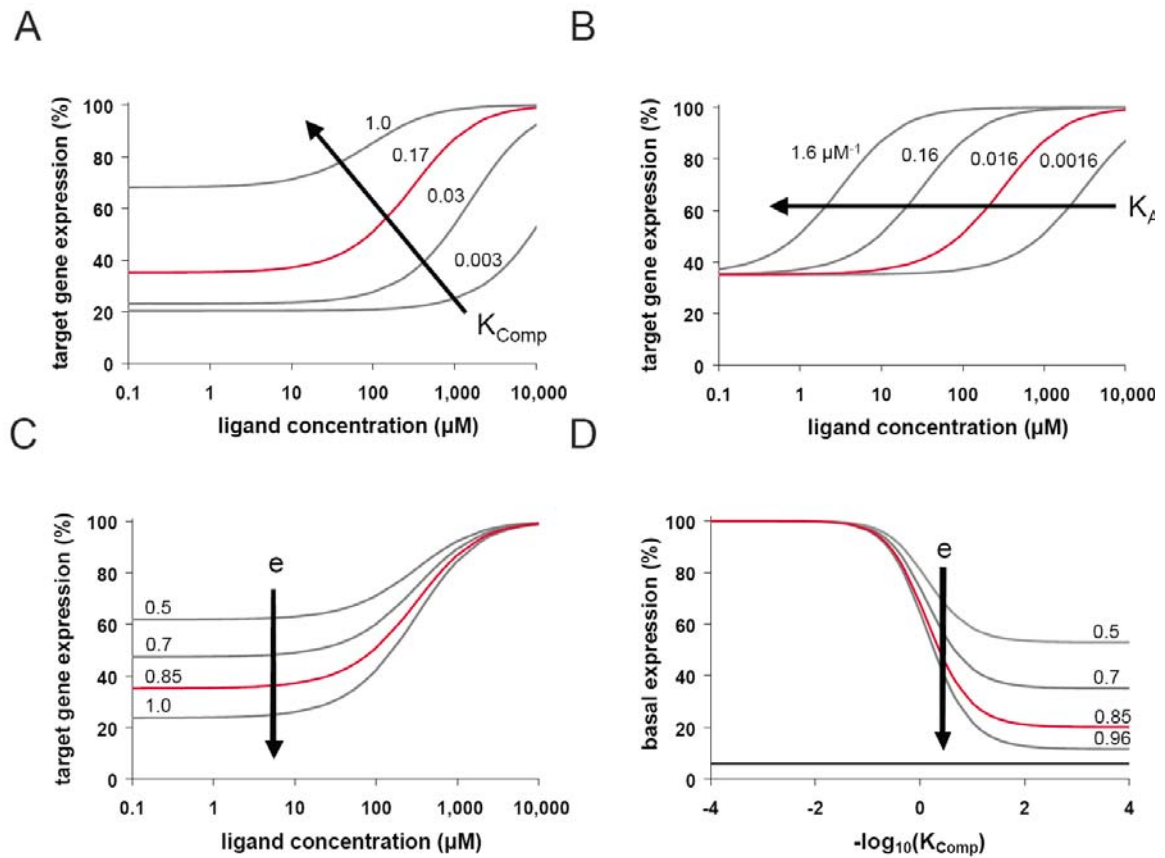 A
target gene expression (%)
100
80
60
40
20
0
1.0
0.17
0.03
0.003
K_Comp
0.1 1 10 100 1,000 10,000
ligand concentration (µM)
B
target gene expression (%)
100
80
60
40
20
0
1.6 µM⁻¹
0.16
0.016
0.0016
K_A
0.1 1 10 100 1,000 10,000
ligand concentration (µM)
C
target gene expression (%)
100
80
60
40
20
0
e
0.5
0.7
0.85
1.0
0.1 1 10 100 1,000 10,000
ligand concentration (µM)
D
basal expression (%)
100
80
60
40
20
0
e
0.5
0.7
0.85
0.96
-4 -2 0 2 4
-log₁₀(K_Comp)